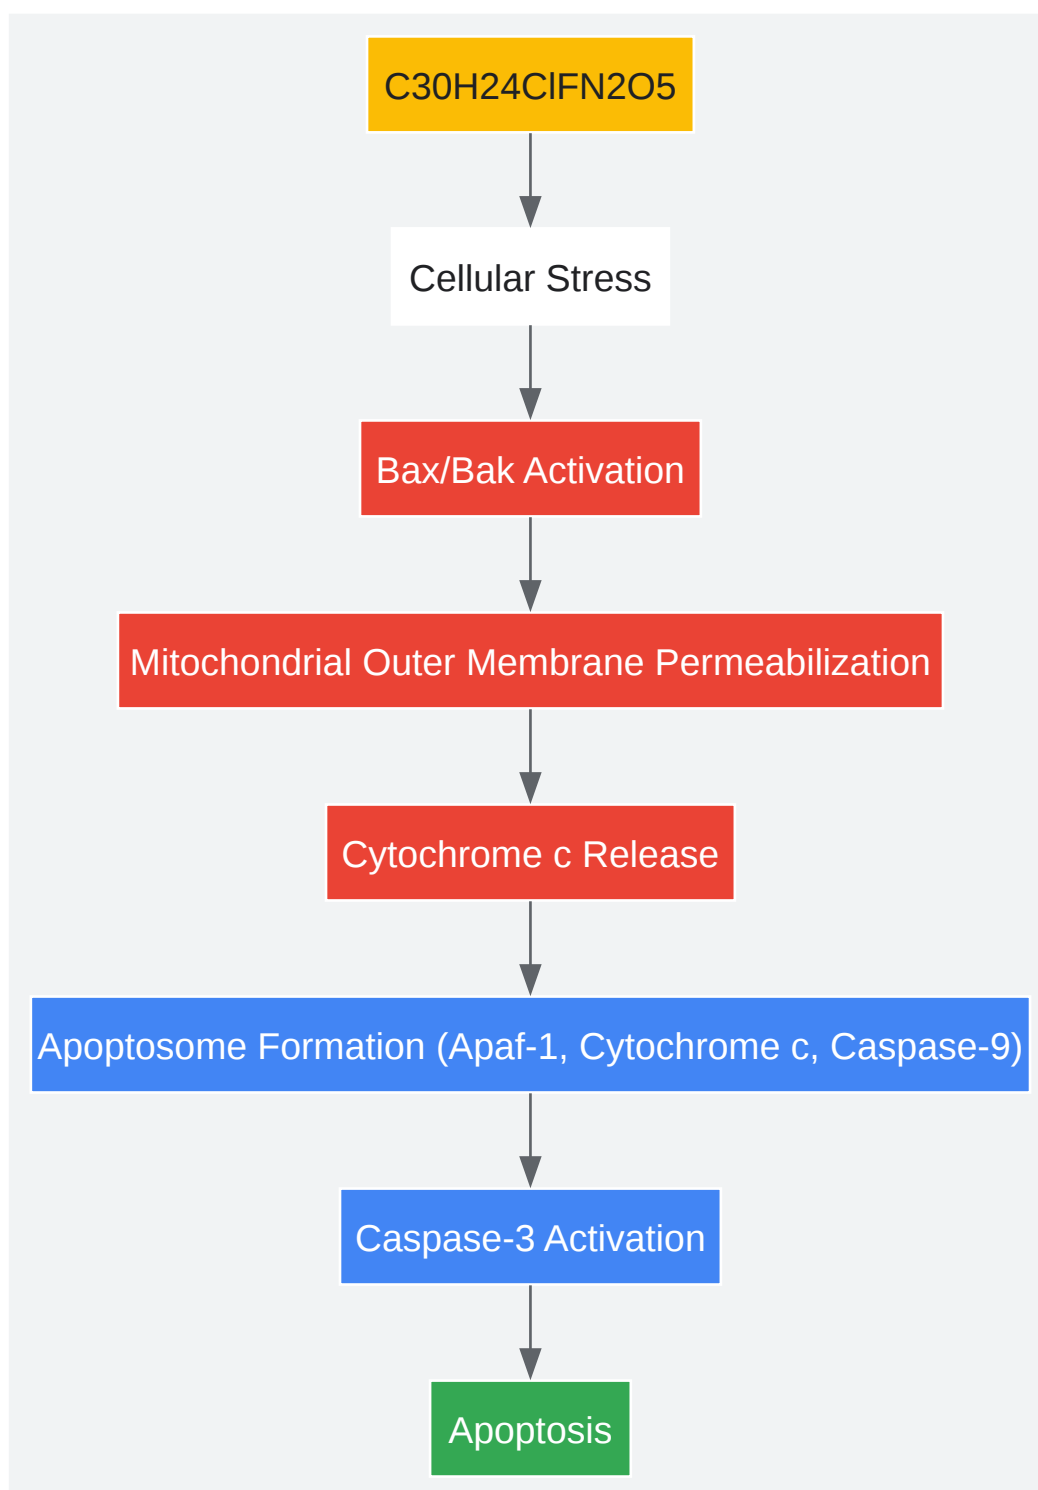 C30H24ClFN2O5
Cellular Stress
Bax/Bak Activation
Mitochondrial Outer Membrane Permeabilization
Cytochrome c Release
Apoptosome Formation (Apaf-1, Cytochrome c, Caspase-9)
Caspase-3 Activation
Apoptosis